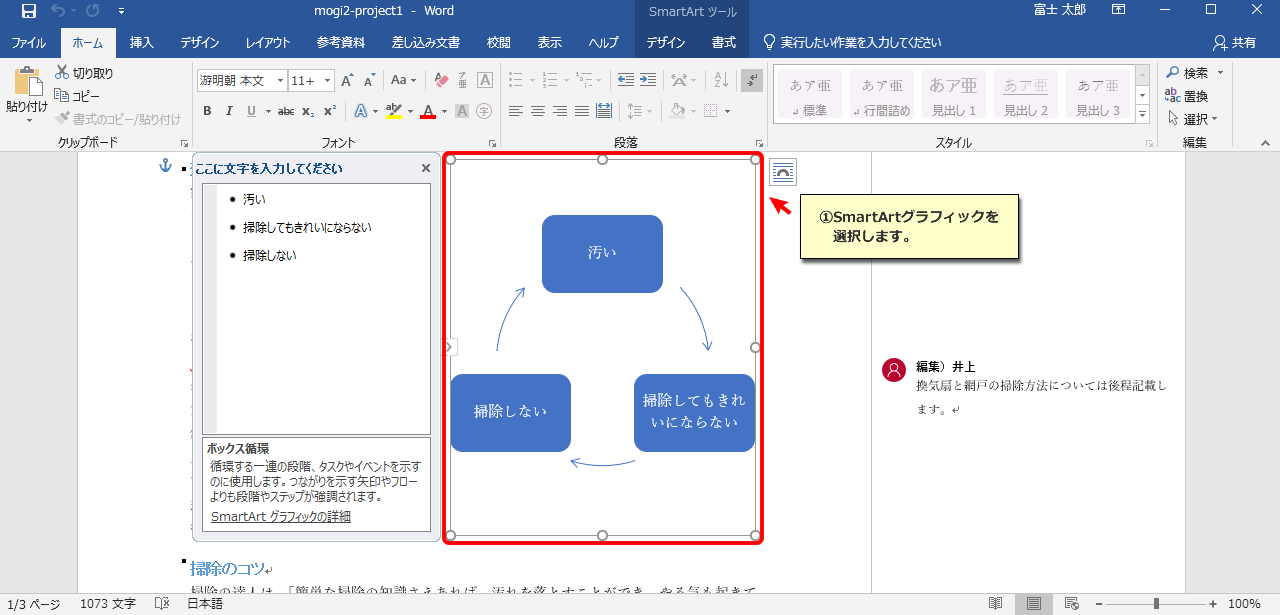 mogi2-project1 - Word
SmartArt ツール
富士 太郎
ファイル ホーム 挿入 デザイン レイアウト 参考資料 差し込み文書 校閲 表示 ヘルプ デザイン 書式 実行したい作業を入力してください 共有
貼り付け
切り取り
コピー
書式のコピー/貼り付け
クリップボード
游明朝 本文 11+
Aa
B I U abc x₂ x²
フォント
段落
あア亜 あア亜 あア亜 あア亜 あア亜
標準 行間詰め 見出し 1 見出し 2 見出し 3
スタイル
検索
置換
選択
編集
ここに文字を入力してください
汚い
掃除してもきれいにならない
掃除しない
ボックス循環
循環する一連の段階、タスクやイベントを示す
のに使用します。つながりを示す矢印やフロー
よりも段階やステップが強調されます。
SmartArt グラフィックの詳細
汚い
掃除しない
掃除してもきれ
いにならない
①SmartArtグラフィックを
選択します。
編集）井上
換気扇と網戸の掃除方法については後程記載し
ます。
掃除のコツ
掃除の達人は、「簡単な掃除の知識さえあれば、汚れを落とすことができ、やる気も起きて
1/3 ページ 1073 文字 日本語 100%